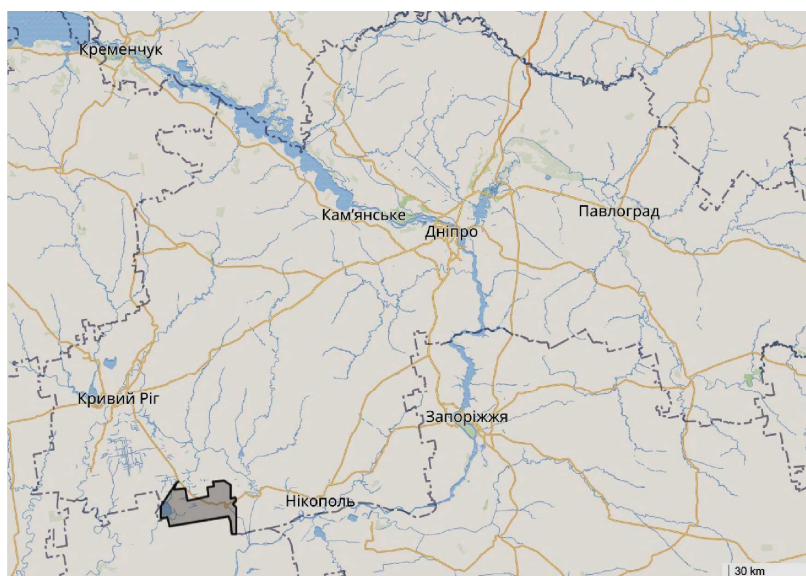 Кременчук
Кам'янське
Дніпро
Павлоград
Кривий Ріг
Запоріжжя
Нікополь
30 km